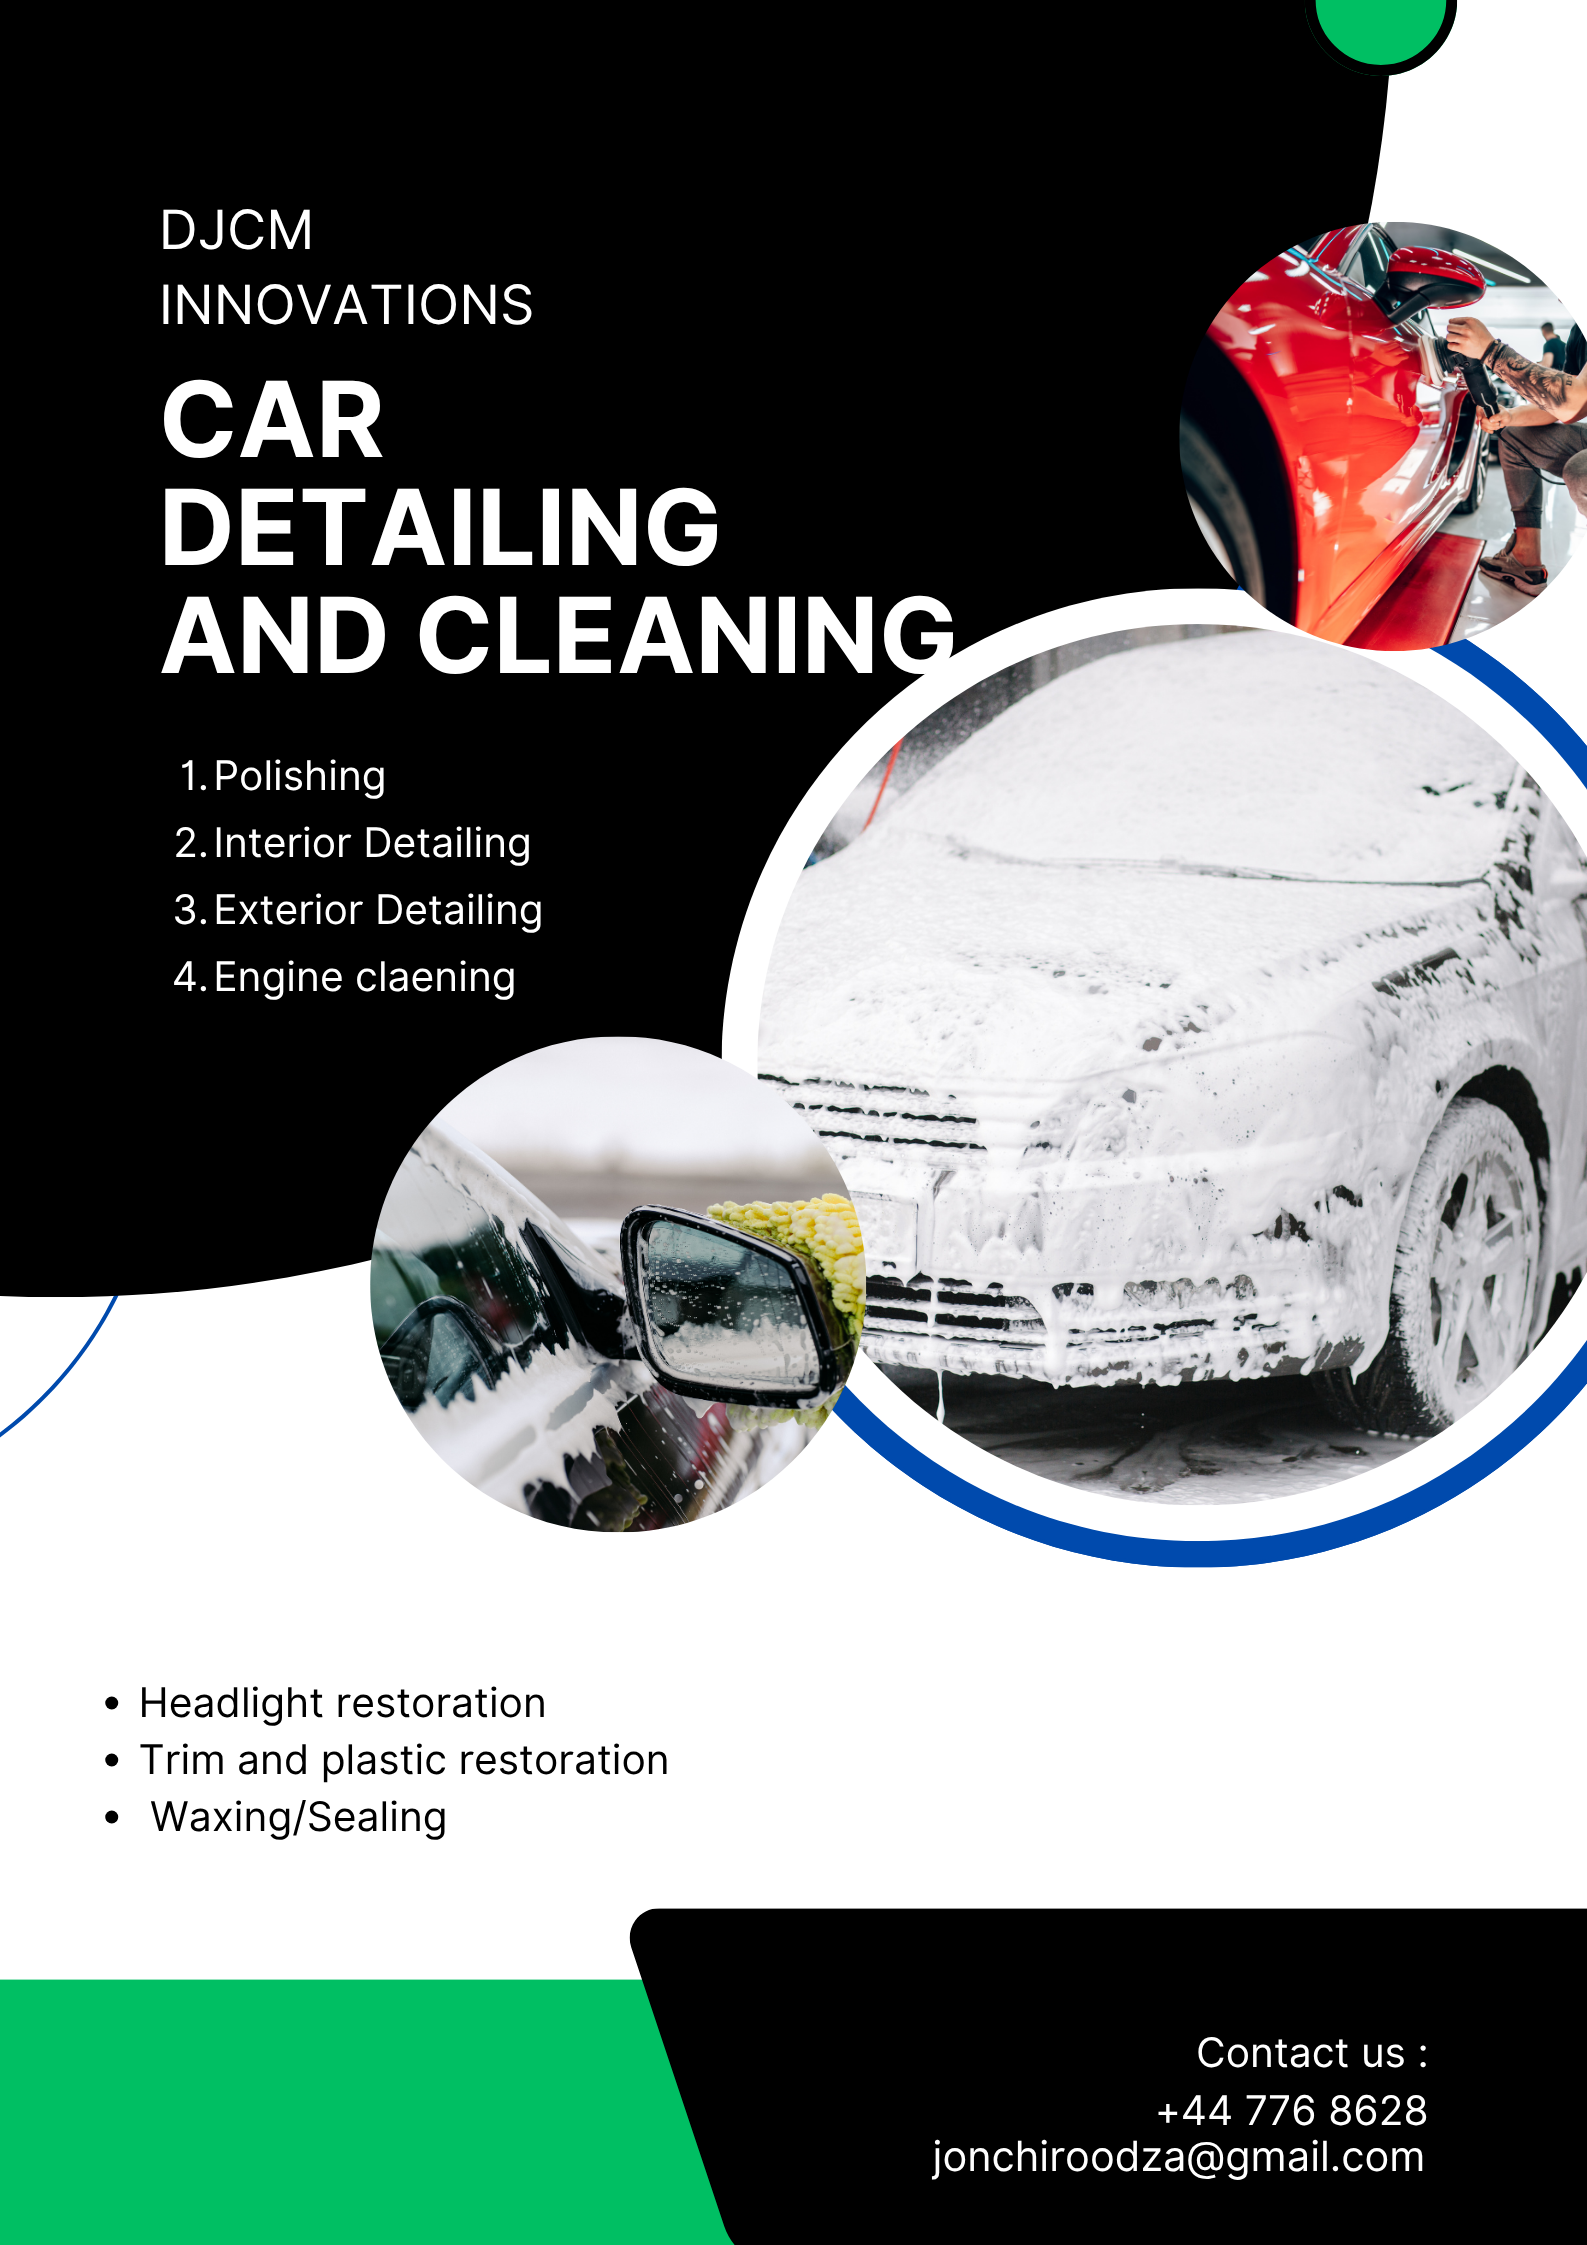 DJCM
INNOVATIONS
CAR
DETAILING
AND CLEANING
1. Polishing
2. Interior Detailing
3. Exterior Detailing
4. Engine claening
• Headlight restoration
• Trim and plastic restoration
• Waxing/Sealing
Contact us :
+44 776 8628
jonchiroodza@gmail.com